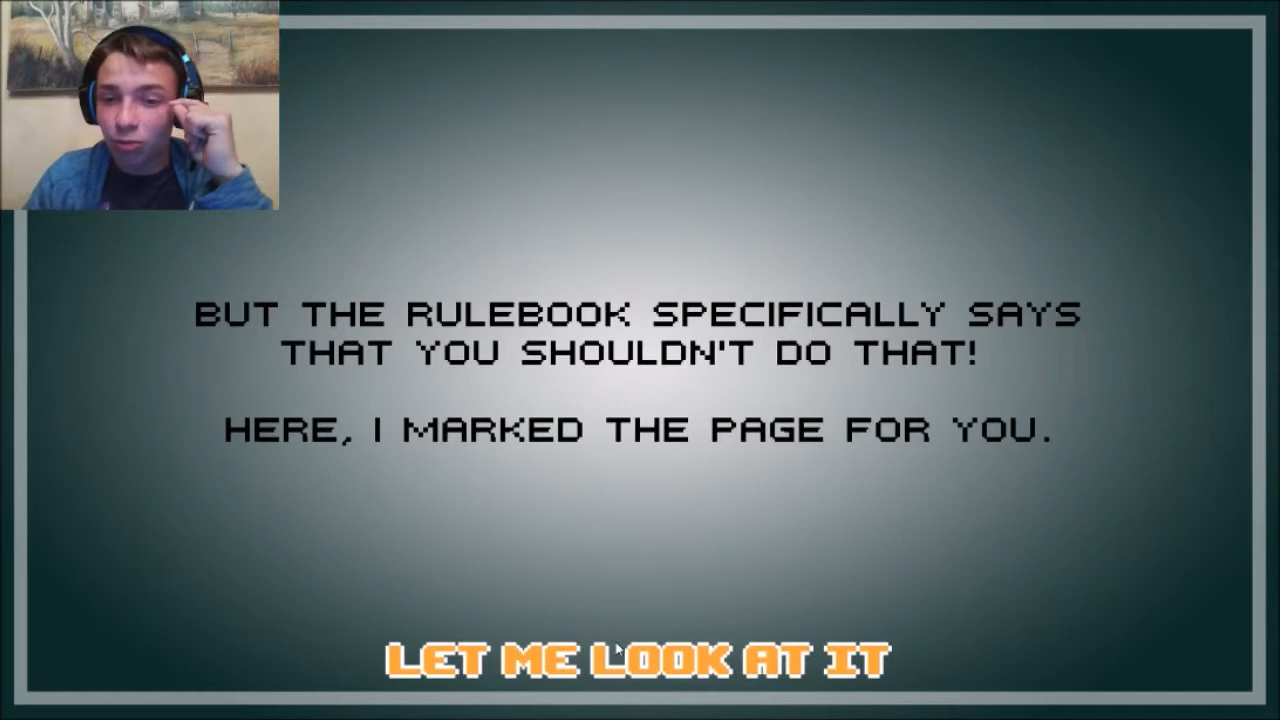 BUT THE RULEBOOK SPECIFICALLY SAYS
THAT YOU SHOULDN'T DO THAT!
HERE, I MARKED THE PAGE FOR YOU.
LET ME LOOK AT IT